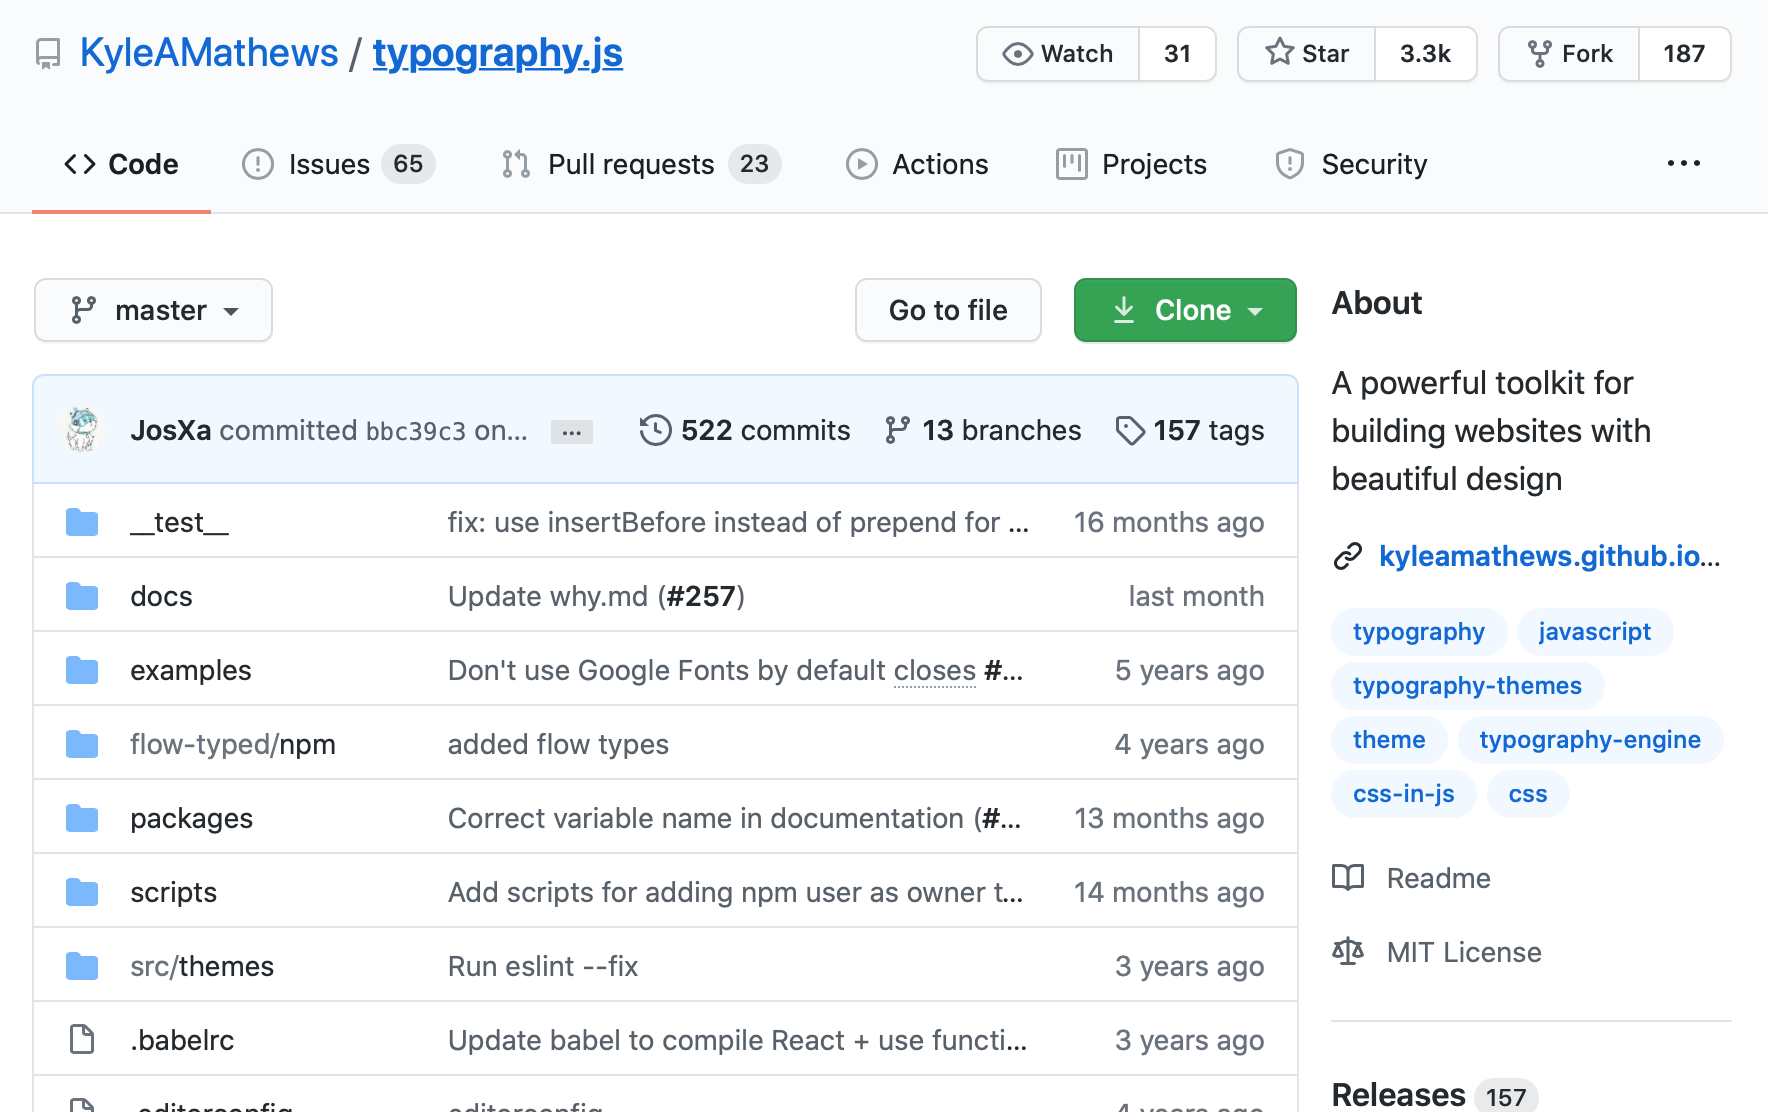 KyleAMathews / typography.js
Watch 31 Star 3.3k Fork 187
Code Issues 65 Pull requests 23 Actions Projects Security ...
master Go to file Clone
JosXa committed bbc39c3 on... ... 522 commits 13 branches 157 tags
__test__ fix: use insertBefore instead of prepend for ... 16 months ago
docs Update why.md (#257) last month
examples Don't use Google Fonts by default closes #... 5 years ago
flow-typed/npm added flow types 4 years ago
packages Correct variable name in documentation (#... 13 months ago
scripts Add scripts for adding npm user as owner t... 14 months ago
src/themes Run eslint --fix 3 years ago
.babelrc Update babel to compile React + use functi... 3 years ago
.editorconfig editorconfig 4 years ago
About
A powerful toolkit for
building websites with
beautiful design
kyleamathews.github.io...
typography javascript
typography-themes
theme typography-engine
css-in-js css
Readme
MIT License
Releases 157